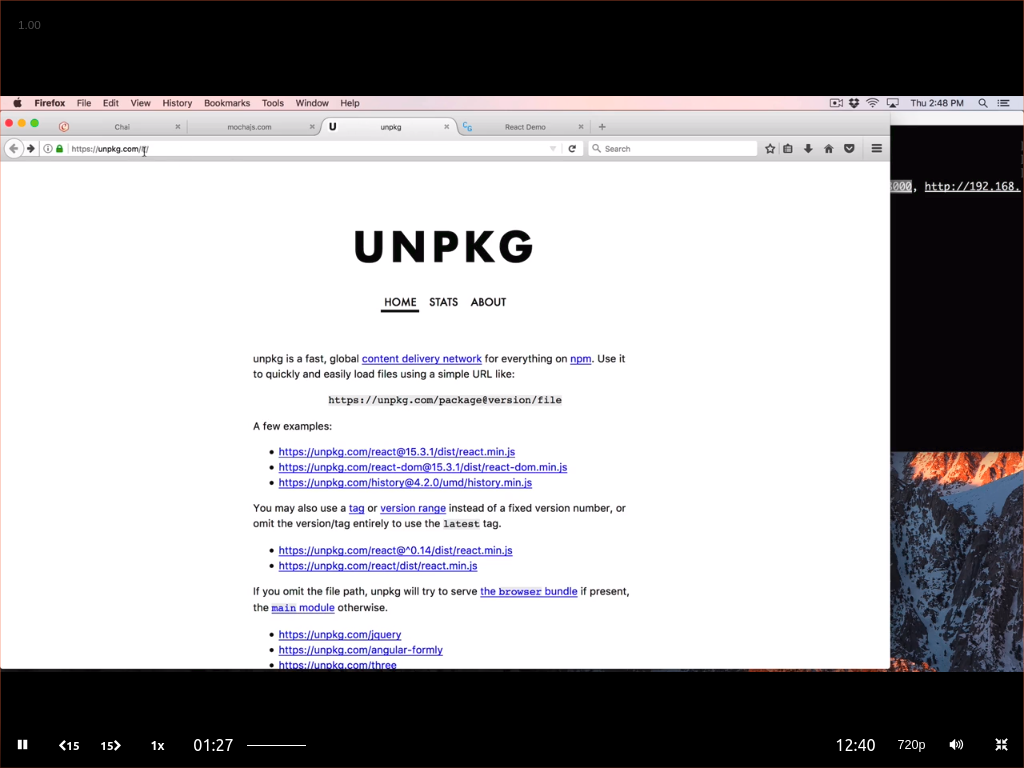 1.00
Firefox File Edit View History Bookmarks Tools Window Help Thu 2:48 PM
Chai mochajs.com U unpkg CG React Demo
https://unpkg.com/#/ Search
000, http://192.168.
UNPKG
HOME STATS ABOUT
unpkg is a fast, global content delivery network for everything on npm. Use it
to quickly and easily load files using a simple URL like:
https://unpkg.com/package@version/file
A few examples:
• https://unpkg.com/react@15.3.1/dist/react.min.js
• https://unpkg.com/react-dom@15.3.1/dist/react-dom.min.js
• https://unpkg.com/history@4.2.0/umd/history.min.js
You may also use a tag or version range instead of a fixed version number, or
omit the version/tag entirely to use the latest tag.
• https://unpkg.com/react@^0.14/dist/react.min.js
• https://unpkg.com/react/dist/react.min.js
If you omit the file path, unpkg will try to serve the browser bundle if present,
the main module otherwise.
• https://unpkg.com/jquery
• https://unpkg.com/angular-formly
• https://unpkg.com/three
15 15 1x 01:27 12:40 720p